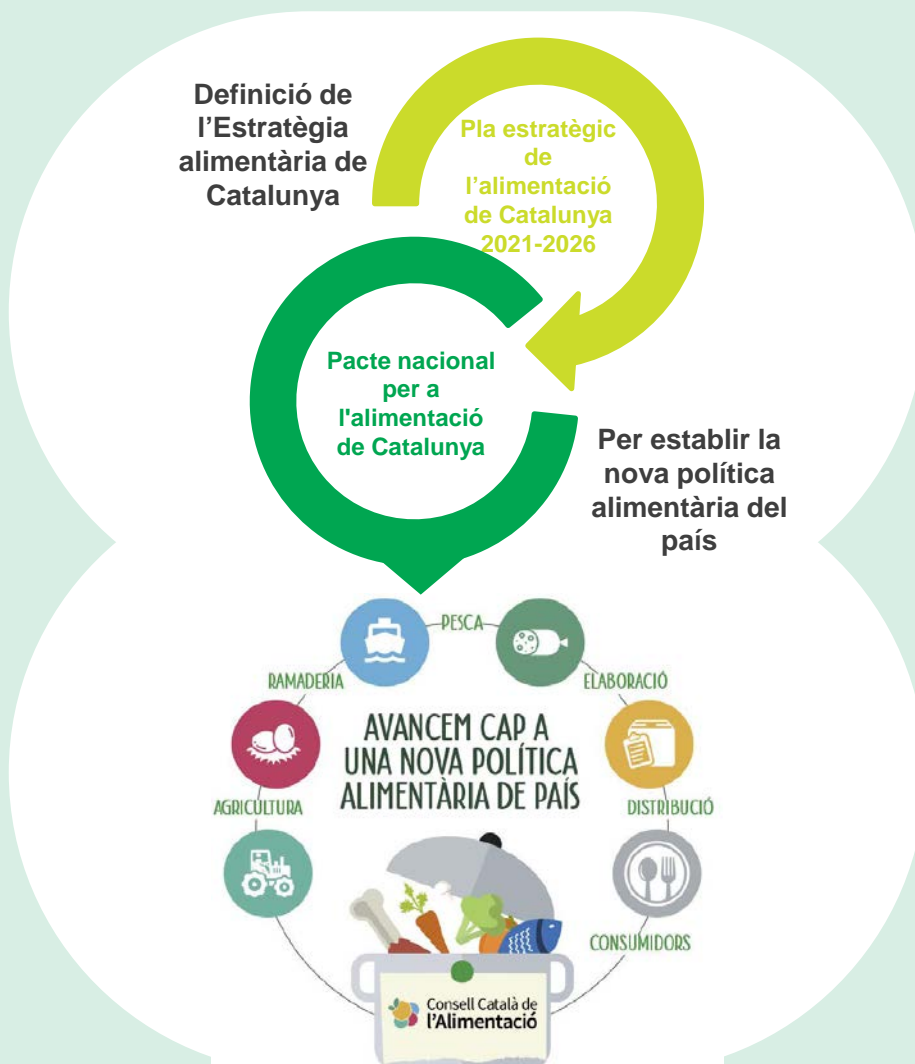 Definició de
l’Estratègia
alimentària de
Catalunya
Pla estratègic
de
l’alimentació
de Catalunya
2021-2026
Pacte nacional
per a
l'alimentació
de Catalunya
Per establir la
nova política
alimentària del
país
PESCA
RAMADERIA
ELABORACIÓ
AVANCEM CAP A
UNA NOVA POLÍTICA
ALIMENTÀRIA DE PAÍS
AGRICULTURA
DISTRIBUCIÓ
CONSUMIDORS
Consell Català de
l'Alimentació